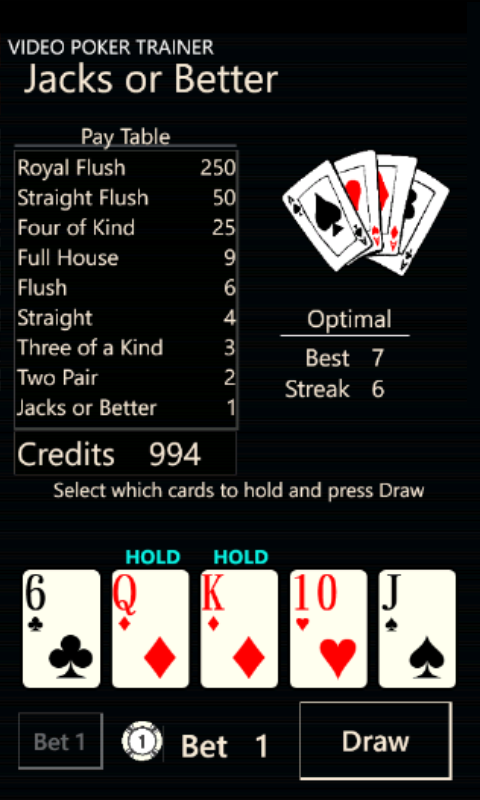 VIDEO POKER TRAINER
Jacks or Better
Pay Table
Royal Flush 250
Straight Flush 50
Four of Kind 25
Full House 9
Flush 6
Straight 4
Three of a Kind 3
Two Pair 2
Jacks or Better 1
Optimal
Best 7
Streak 6
Credits 994
Select which cards to hold and press Draw
HOLD HOLD
6 Q K 10 J
Bet 1 1 Bet 1 Draw